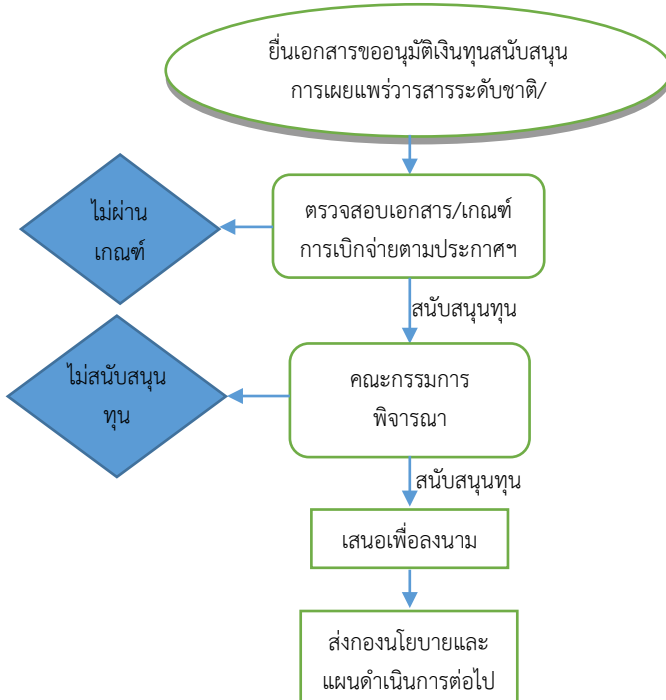 ยื่นเอกสารขออนุมัติเงินทุนสนับสนุน
การเผยแพร่วารสารระดับชาติ/
ไม่ผ่าน
เกณฑ์
ตรวจสอบเอกสาร/เกณฑ์
การเบิกจ่ายตามประกาศฯ
สนับสนุนทุน
ไม่สนับสนุน
ทุน
คณะกรรมการ
พิจารณา
สนับสนุนทุน
เสนอเพื่อลงนาม
ส่งกองนโยบายและ
แผนดำเนินการต่อไป